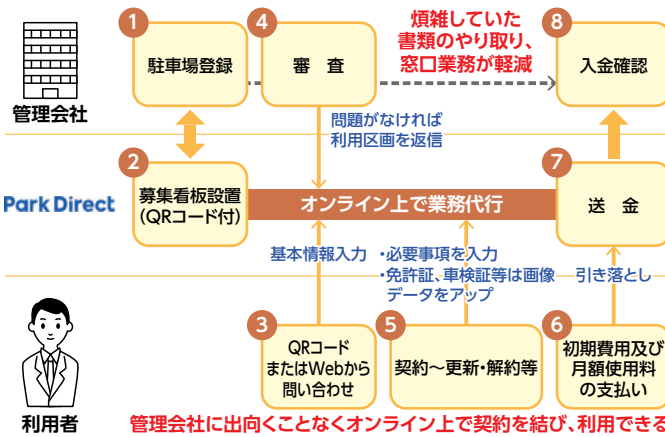 1
駐車場登録
4
審　査
煩雑していた
書類のやり取り、
窓口業務が軽減
8
入金確認
管理会社
問題がなければ
利用区画を返信
2
募集看板設置
(QRコード付)
Park Direct
オンライン上で業務代行
7
送　金
基本情報入力
・必要事項を入力
・免許証、車検証等は画像
データをアップ
引き落とし
3
QRコード
またはWebから
問い合わせ
5
契約～更新・解約等
6
初期費用及び
月額使用料
の支払い
利用者
管理会社に出向くことなくオンライン上で契約を結び、利用できる